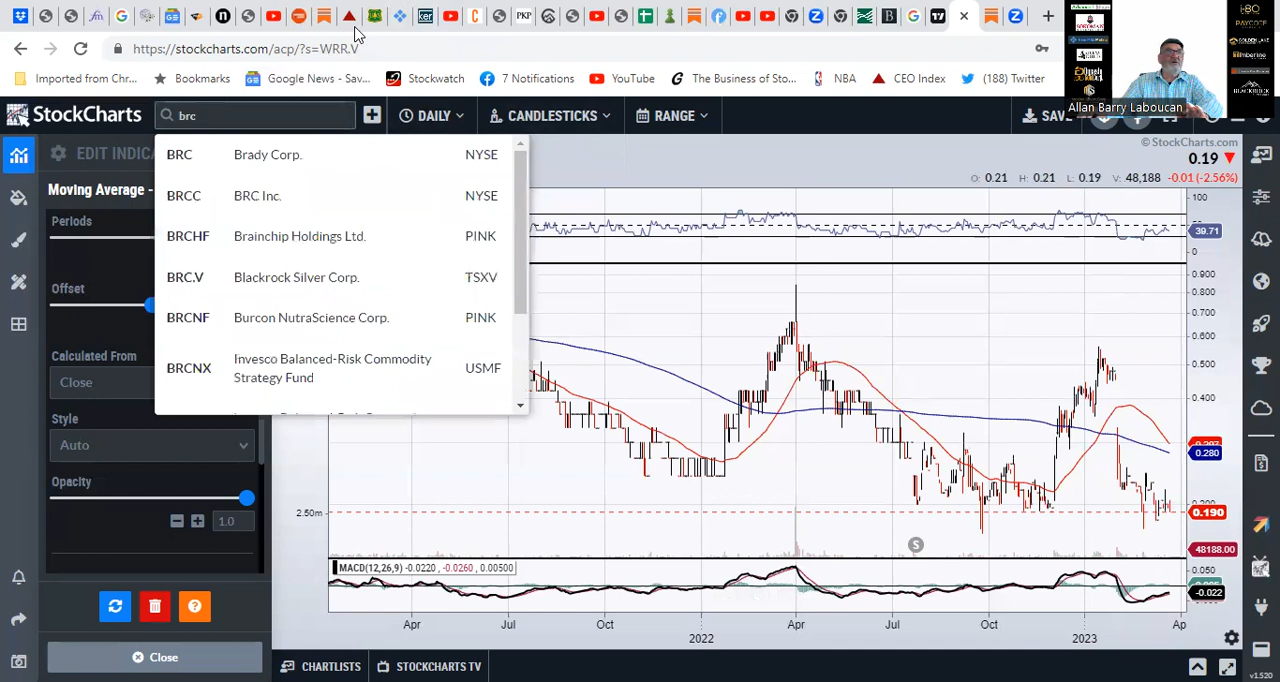 https://stockcharts.com/acp/?s=WRR.V
Imported from Chr...
Bookmarks
Google News - Sav...
Stockwatch
7 Notifications
YouTube
The Business of Sto...
NBA
CEO Index
(188) Twitter
Allan Barry Laboucan
StockCharts
brc
DAILY
CANDLESTICKS
RANGE
SAVE
© StockCharts.com
0.19
O: 0.21 H: 0.21 L: 0.19 V: 48,188 -0.01 (-2.56%)
EDIT INDICA
Moving Average -
Periods
Offset
Calculated From
Close
Style
Auto
Opacity
1.0
Close
BRC Brady Corp. NYSE
BRCC BRC Inc. NYSE
BRCHF Brainchip Holdings Ltd. PINK
BRC.V Blackrock Silver Corp. TSXV
BRCNF Burcon NutraScience Corp. PINK
BRCNX Invesco Balanced-Risk Commodity USMF
Strategy Fund
100
39.71
0
0.900
0.800
0.700
0.600
0.500
0.400
0.280
0.190
2.50m
48188.00
S
MACD(12,26,9) -0.0220 , -0.0260 , 0.00500
0.050
-0.022
Apr Jul Oct 2022 Apr Jul Oct 2023 Ap
CHARTLISTS
STOCKCHARTS TV
v1.520